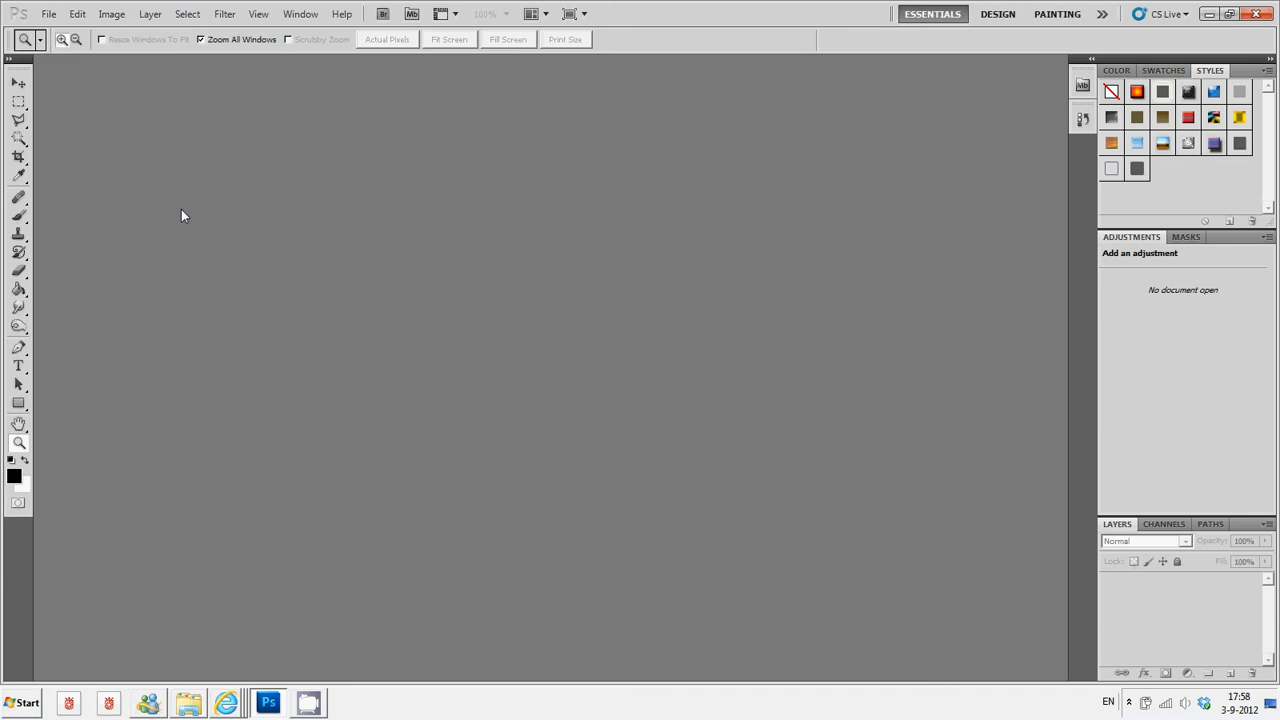 Ps File Edit Image Layer Select Filter View Window Help Br Mb 100% ESSENTIALS DESIGN PAINTING CS Live
Resize Windows To Fit Zoom All Windows Scrubby Zoom Actual Pixels Fit Screen Fill Screen Print Size
COLOR SWATCHES STYLES
Mb
ADJUSTMENTS MASKS
Add an adjustment
No document open
T
LAYERS CHANNELS PATHS
Normal Opacity: 100%
Lock: Fill: 100%
Start Ps EN 17:58
3-9-2012